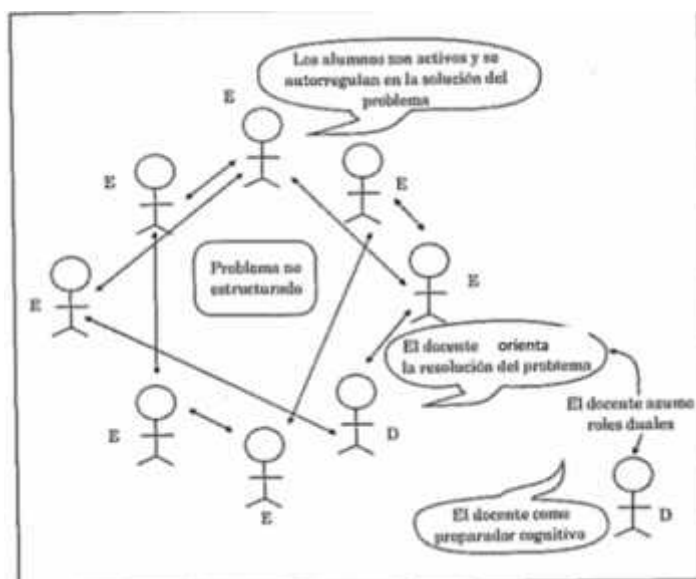 Los alumnos son activos y se
autorregulan en la solución del
problema
E
E
E
Problema no
estructurado
E
E
El docente orienta
la resolución del problema
El docente asume
roles duales
E
D
E
El docente como
preparador cognitivo
D